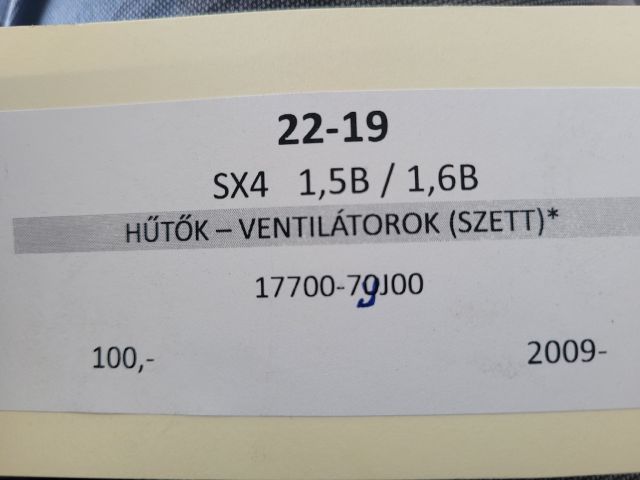 22-19
SX4 1,5B / 1,6B
HŰTŐK – VENTILÁTOROK (SZETT)*
17700-79J00
100,-
2009-